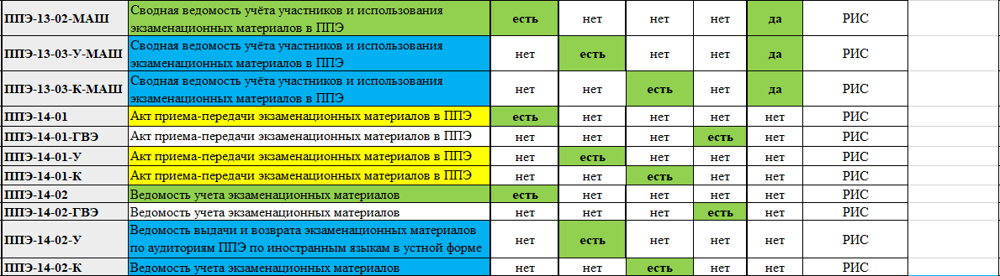 ППЭ-13-02-МАШ Сводная ведомость учёта участников и использования
экзаменационных материалов в ППЭ есть нет нет нет да РИС
ППЭ-13-03-У-МАШ Сводная ведомость учёта участников и использования
экзаменационных материалов в ППЭ нет есть нет нет да РИС
ППЭ-13-03-К-МАШ Сводная ведомость учёта участников и использования
экзаменационных материалов в ППЭ нет нет есть нет да РИС
ППЭ-14-01 Акт приема-передачи экзаменационных материалов в ППЭ есть нет нет нет нет РИС
ППЭ-14-01-ГВЭ Акт приема-передачи экзаменационных материалов в ППЭ нет нет нет есть нет РИС
ППЭ-14-01-У Акт приема-передачи экзаменационных материалов в ППЭ нет есть нет нет нет РИС
ППЭ-14-01-К Акт приема-передачи экзаменационных материалов в ППЭ нет нет есть нет нет РИС
ППЭ-14-02 Ведомость учета экзаменационных материалов есть нет нет нет нет РИС
ППЭ-14-02-ГВЭ Ведомость учета экзаменационных материалов нет нет нет есть нет РИС
ППЭ-14-02-У Ведомость выдачи и возврата экзаменационных материалов
по аудиториям ППЭ по иностранным языкам в устной форме нет есть нет нет нет РИС
ППЭ-14-02-К Ведомость учета экзаменационных материалов нет нет есть нет нет РИС